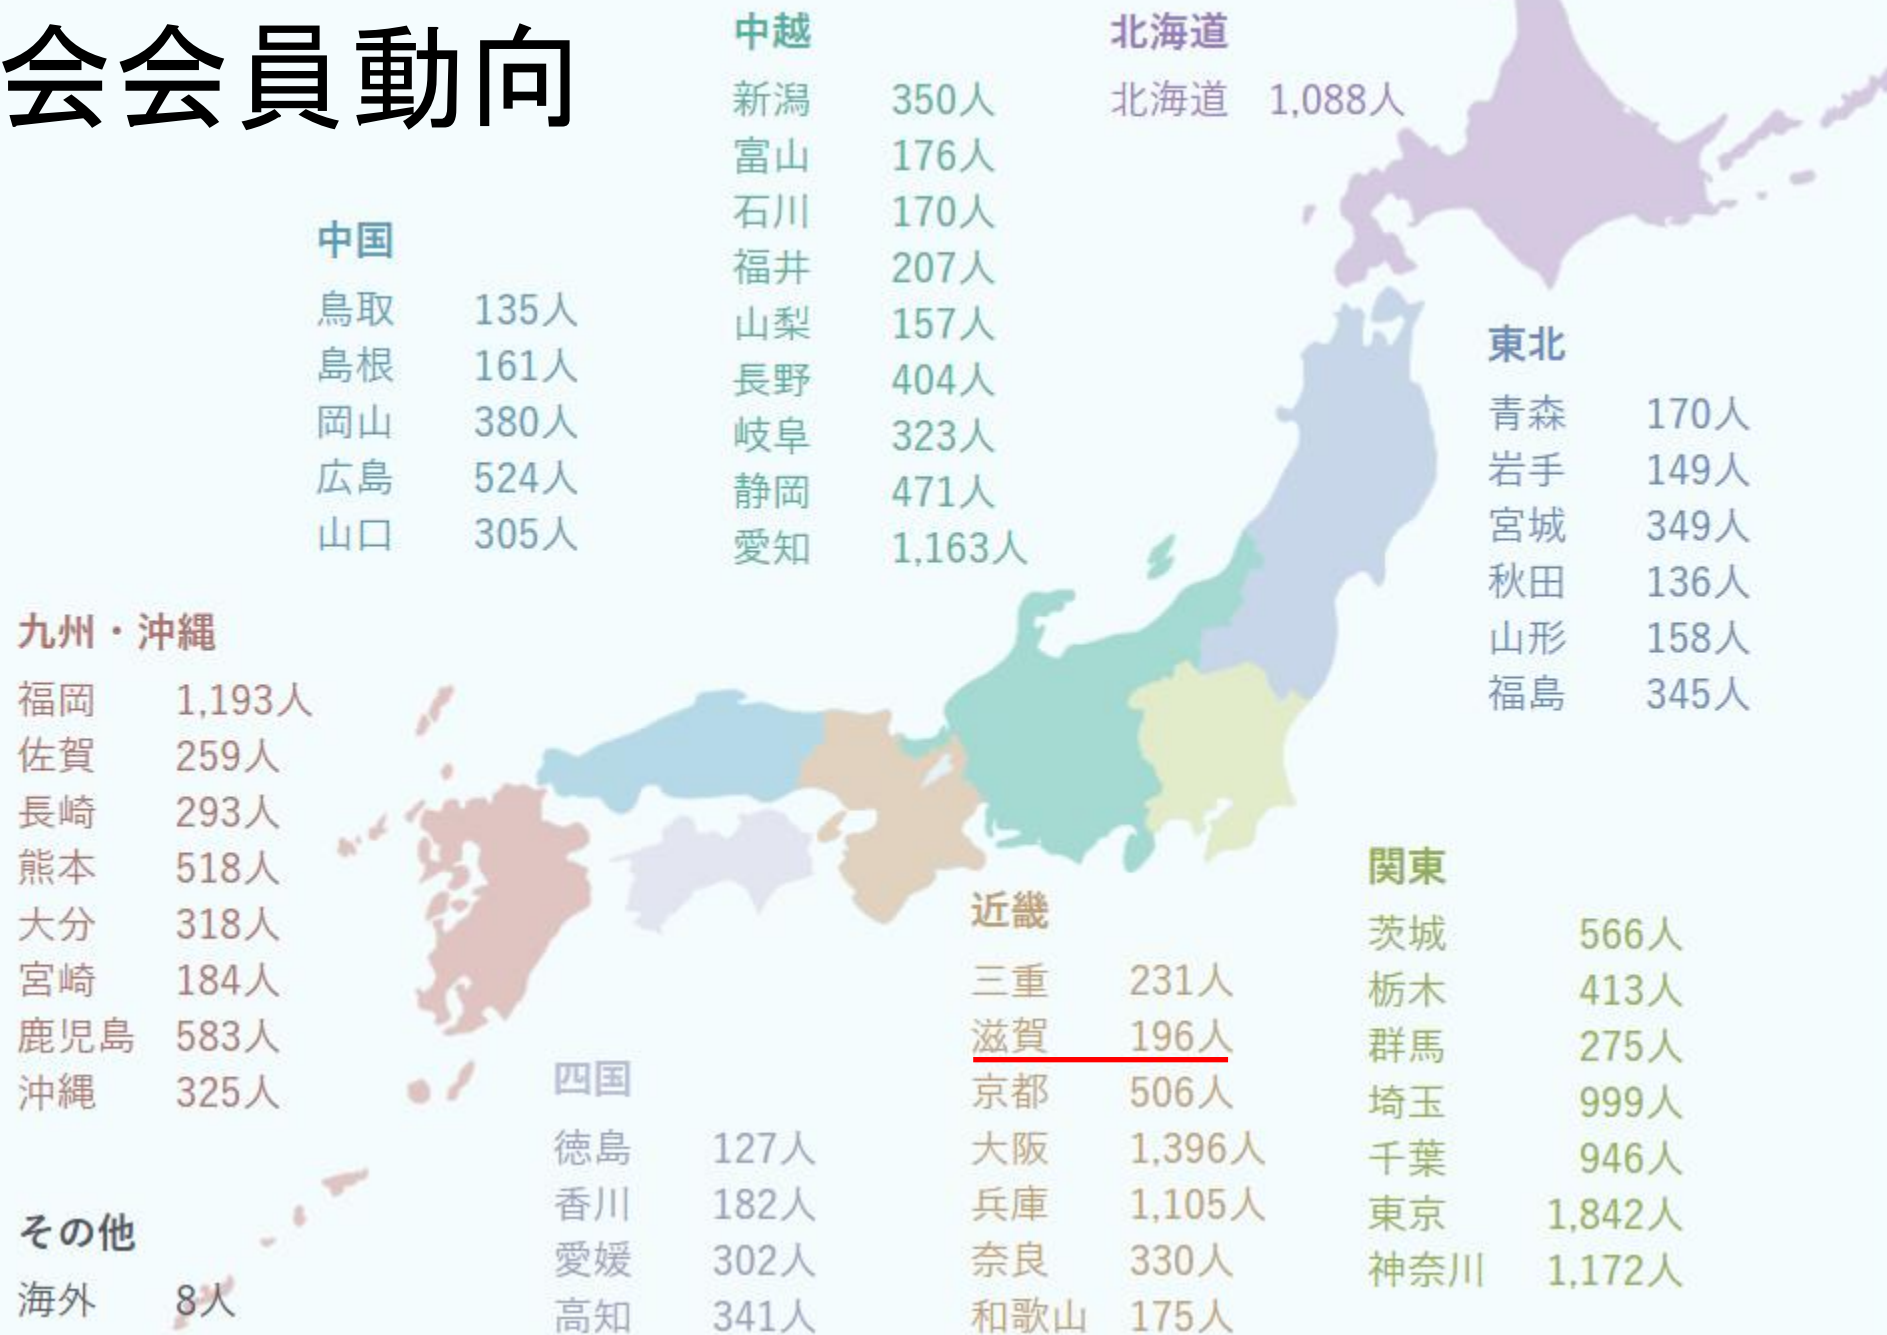 会会員動向
中越
新潟 350人
富山 176人
石川 170人
福井 207人
山梨 157人
長野 404人
岐阜 323人
静岡 471人
愛知 1,163人
北海道
北海道 1,088人
中国
鳥取 135人
島根 161人
岡山 380人
広島 524人
山口 305人
東北
青森 170人
岩手 149人
宮城 349人
秋田 136人
山形 158人
福島 345人
九州・沖縄
福岡 1,193人
佐賀 259人
長崎 293人
熊本 518人
大分 318人
宮崎 184人
鹿児島 583人
沖縄 325人
その他
海外 8人
四国
徳島 127人
香川 182人
愛媛 302人
高知 341人
近畿
三重 231人
滋賀 196人
京都 506人
大阪 1,396人
兵庫 1,105人
奈良 330人
和歌山 175人
関東
茨城 566人
栃木 413人
群馬 275人
埼玉 999人
千葉 946人
東京 1,842人
神奈川 1,172人